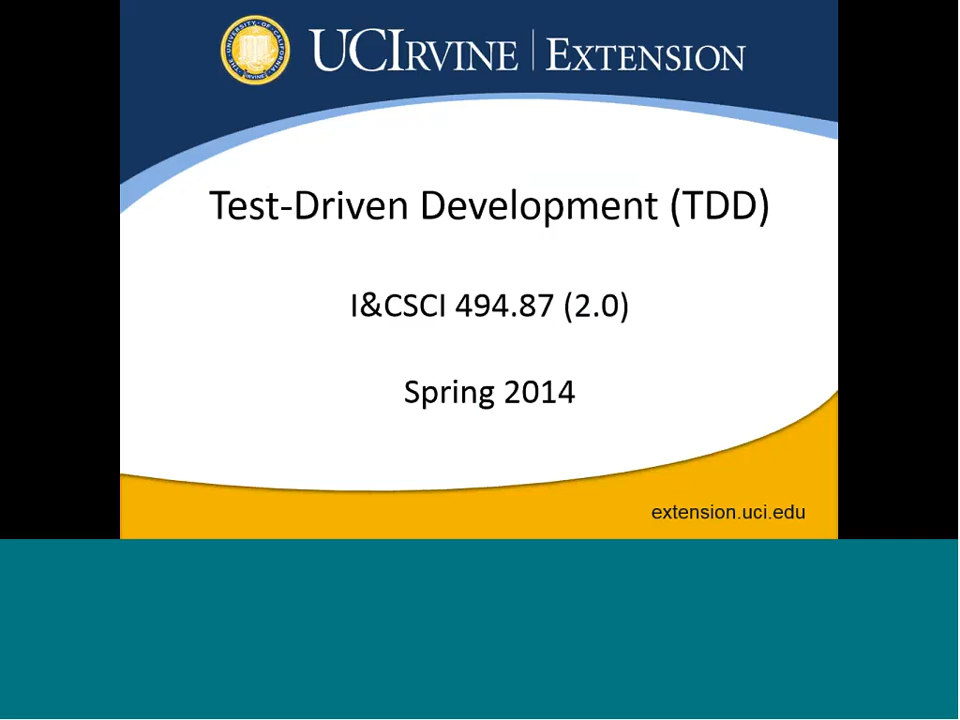 UCIRVINE | EXTENSION
Test-Driven Development (TDD)
I&CSCI 494.87 (2.0)
Spring 2014
extension.uci.edu